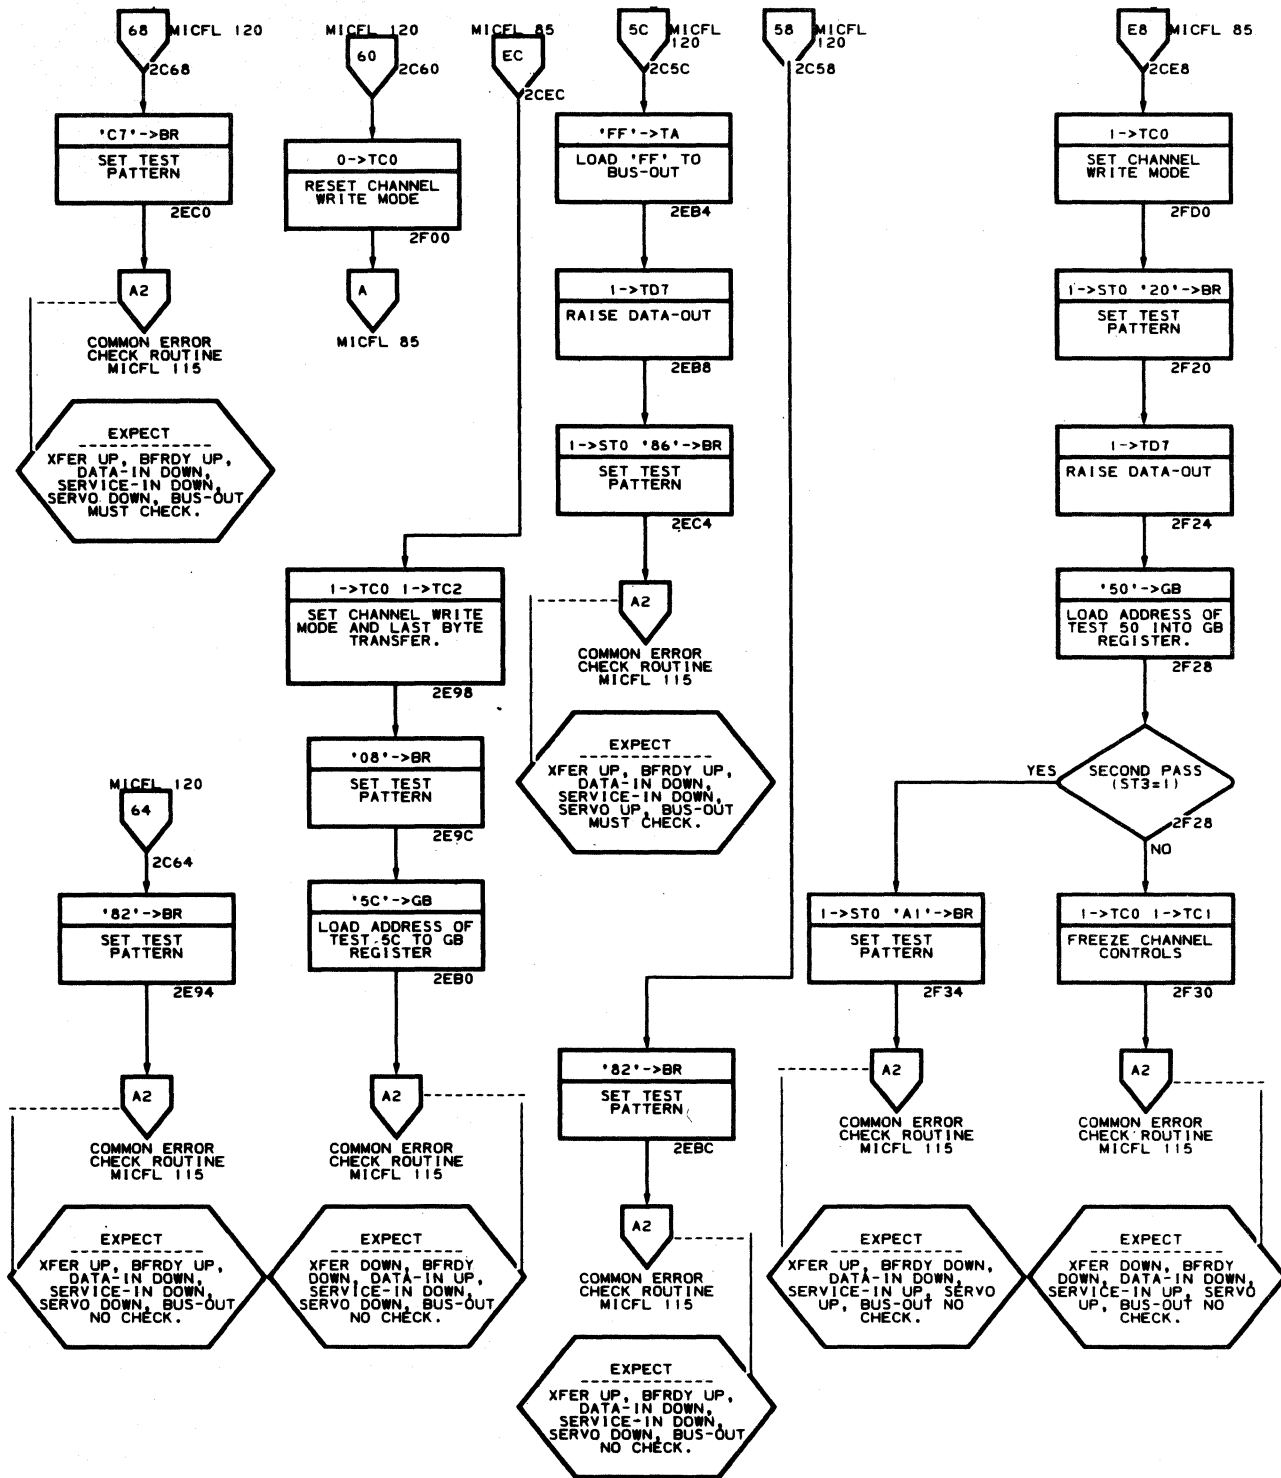 68 MICFL 120
2C68
'C7'->BR
SET TEST
PATTERN
2EC0
A2
COMMON ERROR
CHECK ROUTINE
MICFL 115
EXPECT
XFER UP, BFRDY UP,
DATA-IN DOWN,
SERVICE-IN DOWN,
SERVO DOWN, BUS-OUT
MUST CHECK.
MICFL 120
64
2C64
'82'->BR
SET TEST
PATTERN
2E94
A2
COMMON ERROR
CHECK ROUTINE
MICFL 115
EXPECT
XFER UP, BFRDY UP,
DATA-IN DOWN,
SERVICE-IN DOWN,
SERVO DOWN, BUS-OUT
NO CHECK.
MICFL 120
60
2C60
0->TC0
RESET CHANNEL
WRITE MODE
2F00
A
MICFL 85
MICFL 85
EC
2CEC
1->TC0 1->TC2
SET CHANNEL WRITE
MODE AND LAST BYTE
TRANSFER.
2E98
'08'->BR
SET TEST
PATTERN
2E9C
'5C'->GB
LOAD ADDRESS OF
TEST 5C TO GB
REGISTER
2EB0
A2
COMMON ERROR
CHECK ROUTINE
MICFL 115
EXPECT
XFER DOWN, BFRDY
DOWN, DATA-IN UP,
SERVICE-IN DOWN,
SERVO DOWN, BUS-OUT
NO CHECK.
5C MICFL
120
2C5C
'FF'->TA
LOAD 'FF' TO
BUS-OUT
2EB4
1->TD7
RAISE DATA-OUT
2EB8
1->ST0 '86'->BR
SET TEST
PATTERN
2EC4
A2
COMMON ERROR
CHECK ROUTINE
MICFL 115
EXPECT
XFER UP, BFRDY UP,
DATA-IN DOWN,
SERVICE-IN DOWN,
SERVO UP, BUS-OUT
MUST CHECK.
58 MICFL
120
2C58
'82'->BR
SET TEST
PATTERN
2EBC
A2
COMMON ERROR
CHECK ROUTINE
MICFL 115
EXPECT
XFER UP, BFRDY UP,
DATA-IN DOWN,
SERVICE-IN DOWN,
SERVO DOWN, BUS-OUT
NO CHECK.
E8 MICFL 85
2CE8
1->TC0
SET CHANNEL
WRITE MODE
2FD0
1->ST0 '20'->BR
SET TEST
PATTERN
2F20
1->TD7
RAISE DATA-OUT
2F24
'50'->GB
LOAD ADDRESS OF
TEST 50 INTO GB
REGISTER.
2F28
SECOND PASS
(ST3=1)
2F28
YES
NO
1->ST0 'A1'->BR
SET TEST
PATTERN
2F34
A2
COMMON ERROR
CHECK ROUTINE
MICFL 115
EXPECT
XFER UP, BFRDY DOWN,
DATA-IN DOWN,
SERVICE-IN UP, SERVO
UP, BUS-OUT NO
CHECK.
1->TC0 1->TC1
FREEZE CHANNEL
CONTROLS
2F30
A2
COMMON ERROR
CHECK ROUTINE
MICFL 115
EXPECT
XFER DOWN, BFRDY
DOWN, DATA-IN DOWN,
SERVICE-IN UP, SERVO
UP, BUS-OUT NO
CHECK.